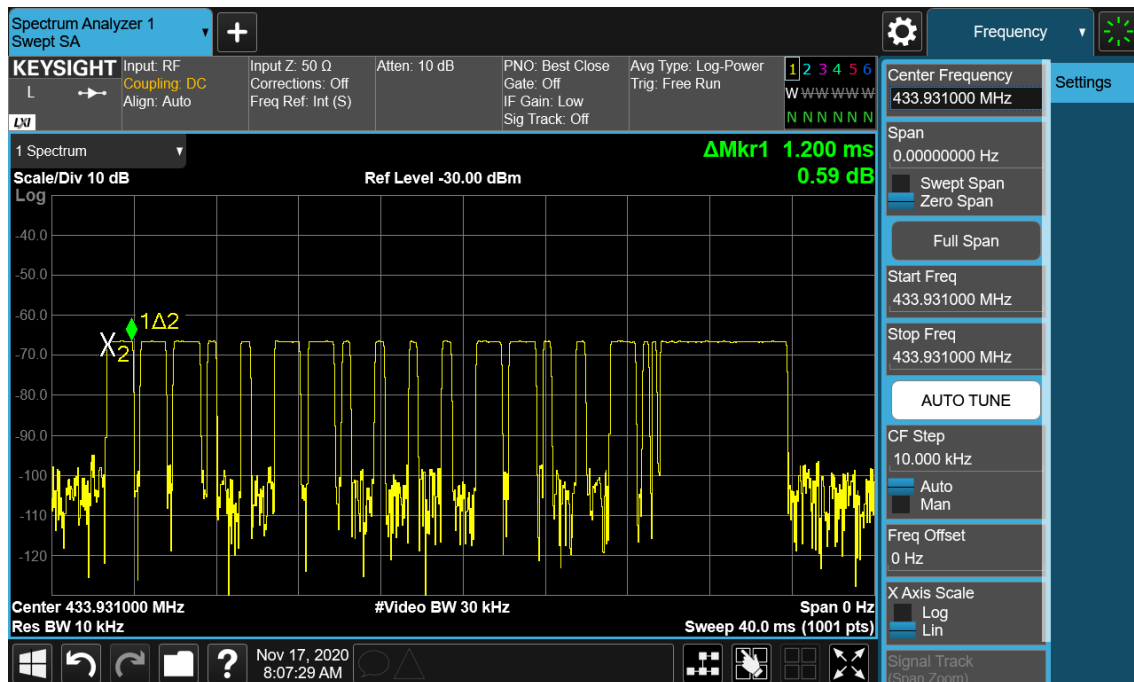 Spectrum Analyzer 1
Swept SA
+
Frequency
KEYSIGHT
L
LXI
Input: RF
Coupling: DC
Align: Auto
Input Z: 50 Ω
Corrections: Off
Freq Ref: Int (S)
Atten: 10 dB
PNO: Best Close
Gate: Off
IF Gain: Low
Sig Track: Off
Avg Type: Log-Power
Trig: Free Run
1 2 3 4 5 6
W W W W W W
N N N N N N
1 Spectrum
Scale/Div 10 dB
Ref Level -30.00 dBm
ΔMkr1 1.200 ms
0.59 dB
Log
-40.0
-50.0
-60.0
-70.0
-80.0
-90.0
-100
-110
-120
1Δ2
X2
Center 433.931000 MHz
Res BW 10 kHz
#Video BW 30 kHz
Span 0 Hz
Sweep 40.0 ms (1001 pts)
?
Nov 17, 2020
8:07:29 AM
Center Frequency
433.931000 MHz
Span
0.00000000 Hz
Swept Span
Zero Span
Full Span
Start Freq
433.931000 MHz
Stop Freq
433.931000 MHz
AUTO TUNE
CF Step
10.000 kHz
Auto
Man
Freq Offset
0 Hz
X Axis Scale
Log
Lin
Signal Track
(Span Zoom)
Settings